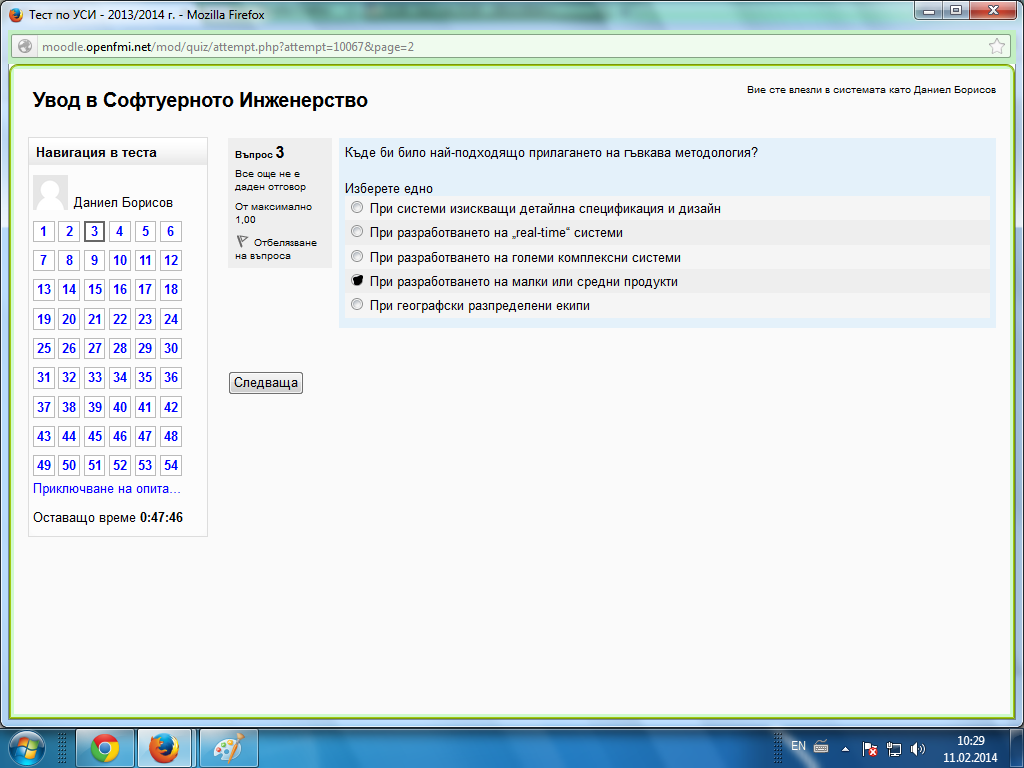 Тест по УСИ - 2013/2014 г. - Mozilla Firefox
moodle.openfmi.net/mod/quiz/attempt.php?attempt=10067&page=2
Увод в Софтуерното Инженерство
Вие сте влезли в системата като Даниел Борисов
Навигация в теста
Даниел Борисов
1 2 3 4 5 6
7 8 9 10 11 12
13 14 15 16 17 18
19 20 21 22 23 24
25 26 27 28 29 30
31 32 33 34 35 36
37 38 39 40 41 42
43 44 45 46 47 48
49 50 51 52 53 54
Приключване на опита...
Оставащо време 0:47:46
Въпрос 3
Все още не е
даден отговор
От максимално
1,00
Отбелязване
на въпроса
Къде би било най-подходящо прилагането на гъвкава методология?
Изберете едно
При системи изискващи детайлна спецификация и дизайн
При разработването на „real-time“ системи
При разработването на големи комплексни системи
При разработването на малки или средни продукти
При географски разпределени екипи
Следваща
EN
10:29
11.02.2014